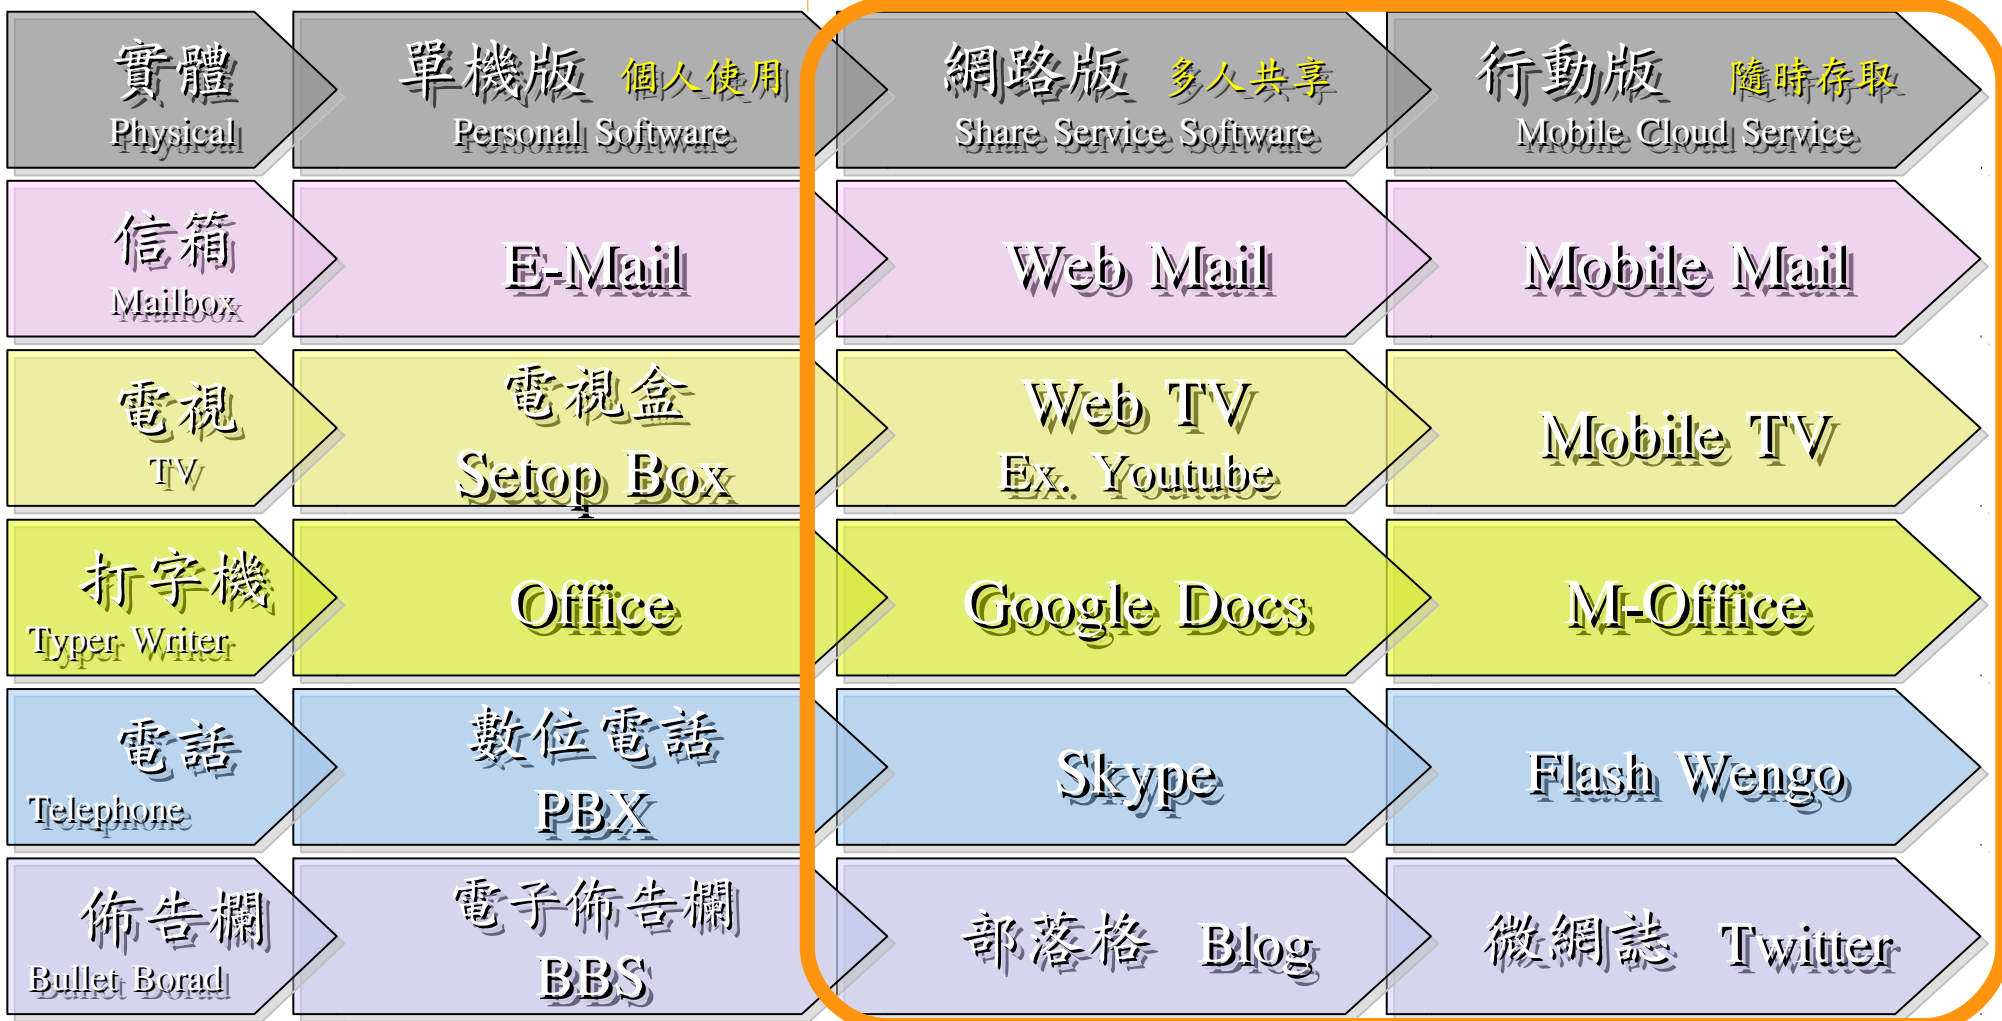 實體
Physical
單機版 個人使用
Personal Software
網路版 多人共享
Share Service Software
行動版 隨時存取
Mobile Cloud Service
信箱
Mailbox
E-Mail
Web Mail
Mobile Mail
電視
TV
電視盒
Setop Box
Web TV
Ex. Youtube
Mobile TV
打字機
Typer Writer
Office
Google Docs
M-Office
電話
Telephone
數位電話
PBX
Skype
Flash Wengo
佈告欄
Bullet Borad
電子佈告欄
BBS
部落格 Blog
微網誌 Twitter